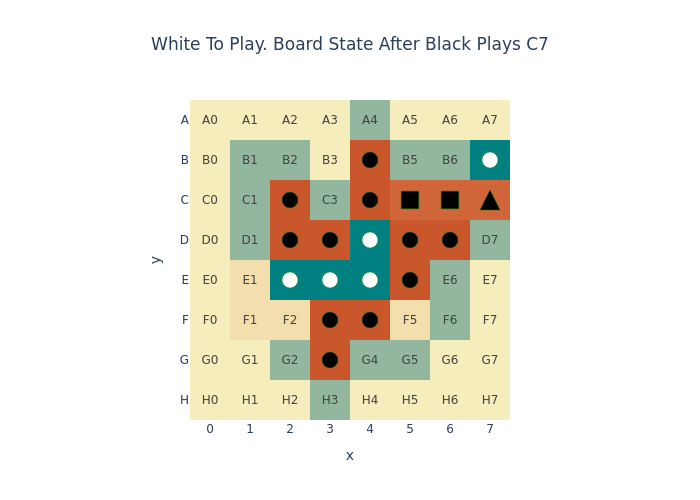 White To Play. Board State After Black Plays C7
A A0 A1 A2 A3 A4 A5 A6 A7
B B0 B1 B2 B3 B5 B6
C C0 C1 C3
D D0 D1 D7
E E0 E1 E6 E7
F F0 F1 F2 F5 F6 F7
G G0 G1 G2 G4 G5 G6 G7
H H0 H1 H2 H3 H4 H5 H6 H7
0 1 2 3 4 5 6 7
x
y